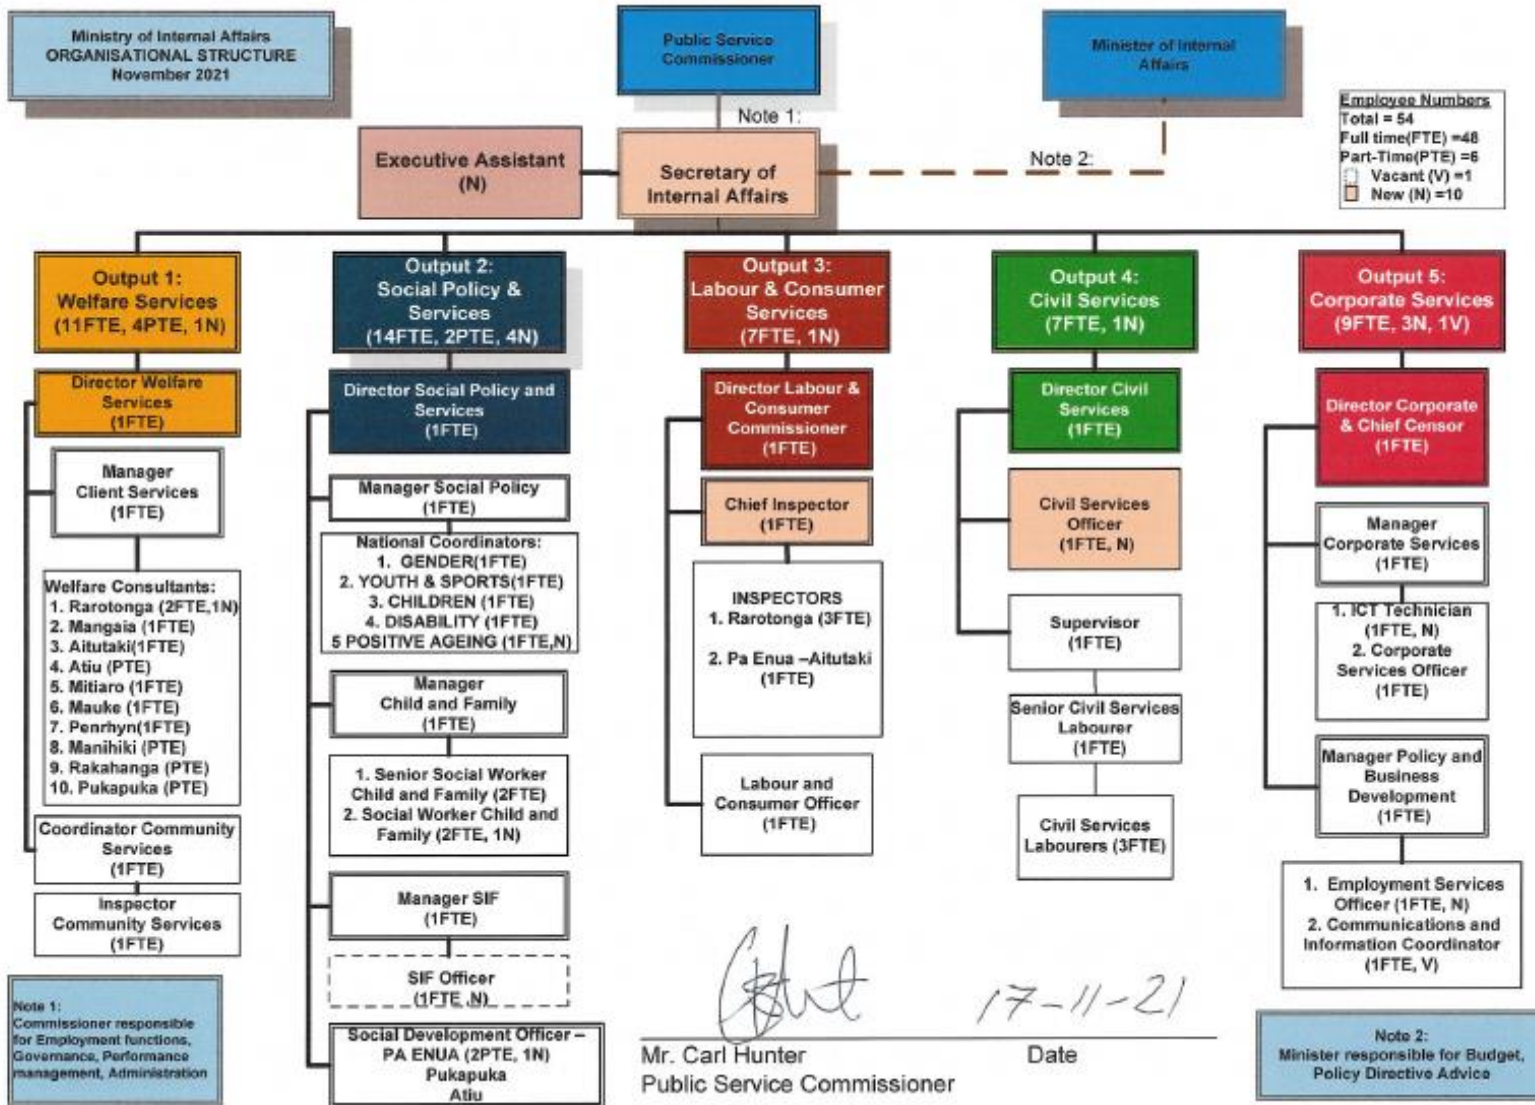 Ministry of Internal Affairs
ORGANISATIONAL STRUCTURE
November 2021
Public Service
Commissioner
Minister of Internal
Affairs
Note 1:
Employee Numbers
Total = 54
Full time(FTE) =48
Part-Time(PTE) =6
Vacant (V) =1
New (N) =10
Executive Assistant
(N)
Secretary of
Internal Affairs
Note 2:
Output 1:
Welfare Services
(11FTE, 4PTE, 1N)
Output 2:
Social Policy &
Services
(14FTE, 2PTE, 4N)
Output 3:
Labour & Consumer
Services
(7FTE, 1N)
Output 4:
Civil Services
(7FTE, 1N)
Output 5:
Corporate Services
(9FTE, 3N, 1V)
Director Welfare
Services
(1FTE)
Manager
Client Services
(1FTE)
Welfare Consultants:
1. Rarotonga (2FTE,1N)
2. Mangaia (1FTE)
3. Aitutaki(1FTE)
4. Atiu (PTE)
5. Mitiaro (1FTE)
6. Mauke (1FTE)
7. Penrhyn(1FTE)
8. Manihiki (PTE)
9. Rakahanga (PTE)
10. Pukapuka (PTE)
Coordinator Community
Services
(1FTE)
Inspector
Community Services
(1FTE)
Director Social Policy and
Services
(1FTE)
Manager Social Policy
(1FTE)
National Coordinators:
1. GENDER(1FTE)
2. YOUTH & SPORTS(1FTE)
3. CHILDREN (1FTE)
4. DISABILITY (1FTE)
5 POSITIVE AGEING (1FTE,N)
Manager
Child and Family
(1FTE)
1. Senior Social Worker
Child and Family (2FTE)
2. Social Worker Child and
Family (2FTE, 1N)
Manager SIF
(1FTE)
SIF Officer
(1FTE ,N)
Social Development Officer –
PA ENUA (2PTE, 1N)
Pukapuka
Atiu
Director Labour &
Consumer
Commissioner
(1FTE)
Chief Inspector
(1FTE)
INSPECTORS
1. Rarotonga (3FTE)
2. Pa Enua –Aitutaki
(1FTE)
Labour and
Consumer Officer
(1FTE)
Director Civil
Services
(1FTE)
Civil Services
Officer
(1FTE, N)
Supervisor
(1FTE)
Senior Civil Services
Labourer
(1FTE)
Civil Services
Labourers (3FTE)
Director Corporate
& Chief Censor
(1FTE)
Manager
Corporate Services
(1FTE)
1. ICT Technician
(1FTE, N)
2. Corporate
Services Officer
(1FTE)
Manager Policy and
Business
Development
(1FTE)
1. Employment Services
Officer (1FTE, N)
2. Communications and
Information Coordinator
(1FTE, V)
Note 1:
Commissioner responsible
for Employment functions,
Governance, Performance
management, Administration
17-11-21
Mr. Carl Hunter
Public Service Commissioner
Date
Note 2:
Minister responsible for Budget,
Policy Directive Advice